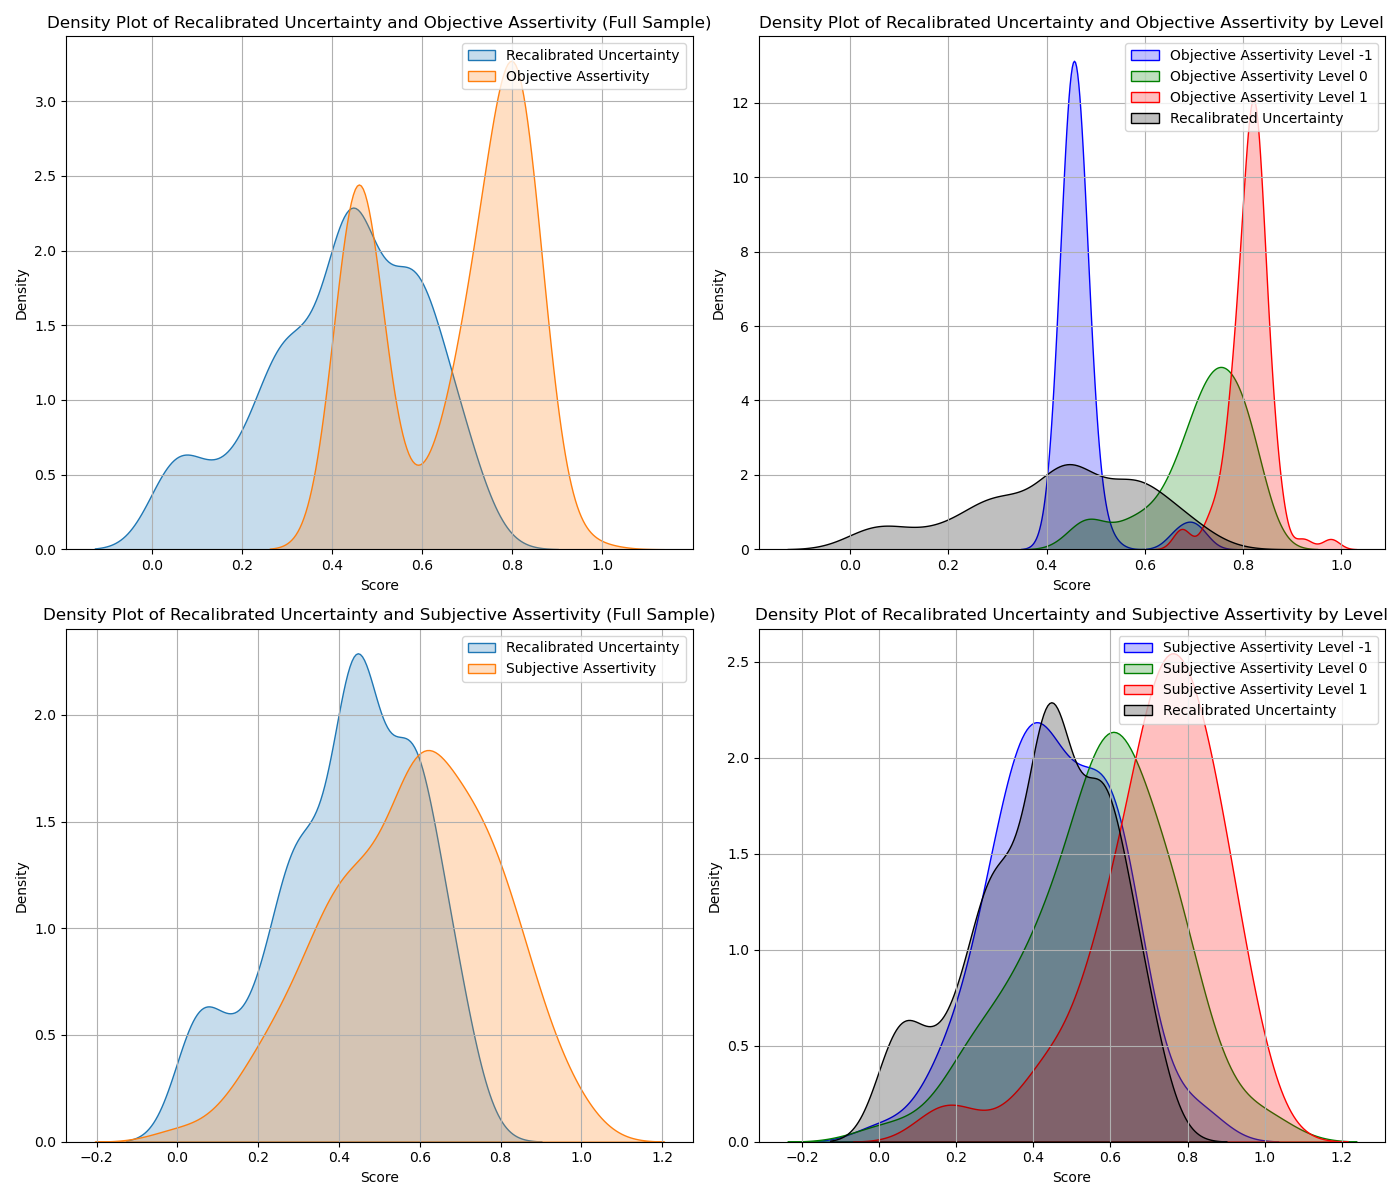 Density Plot of Recalibrated Uncertainty and Objective Assertivity (Full Sample)
Recalibrated Uncertainty
Objective Assertivity
3.0
2.5
2.0
1.5
1.0
0.5
0.0
Density
0.0 0.2 0.4 0.6 0.8 1.0
Score
Density Plot of Recalibrated Uncertainty and Objective Assertivity by Level
Objective Assertivity Level -1
Objective Assertivity Level 0
Objective Assertivity Level 1
Recalibrated Uncertainty
12
10
8
6
4
2
0
Density
0.0 0.2 0.4 0.6 0.8 1.0
Score
Density Plot of Recalibrated Uncertainty and Subjective Assertivity (Full Sample)
Recalibrated Uncertainty
Subjective Assertivity
2.0
1.5
1.0
0.5
0.0
Density
−0.2 0.0 0.2 0.4 0.6 0.8 1.0 1.2
Score
Density Plot of Recalibrated Uncertainty and Subjective Assertivity by Level
Subjective Assertivity Level -1
Subjective Assertivity Level 0
Subjective Assertivity Level 1
Recalibrated Uncertainty
2.5
2.0
1.5
1.0
0.5
0.0
Density
−0.2 0.0 0.2 0.4 0.6 0.8 1.0 1.2
Score